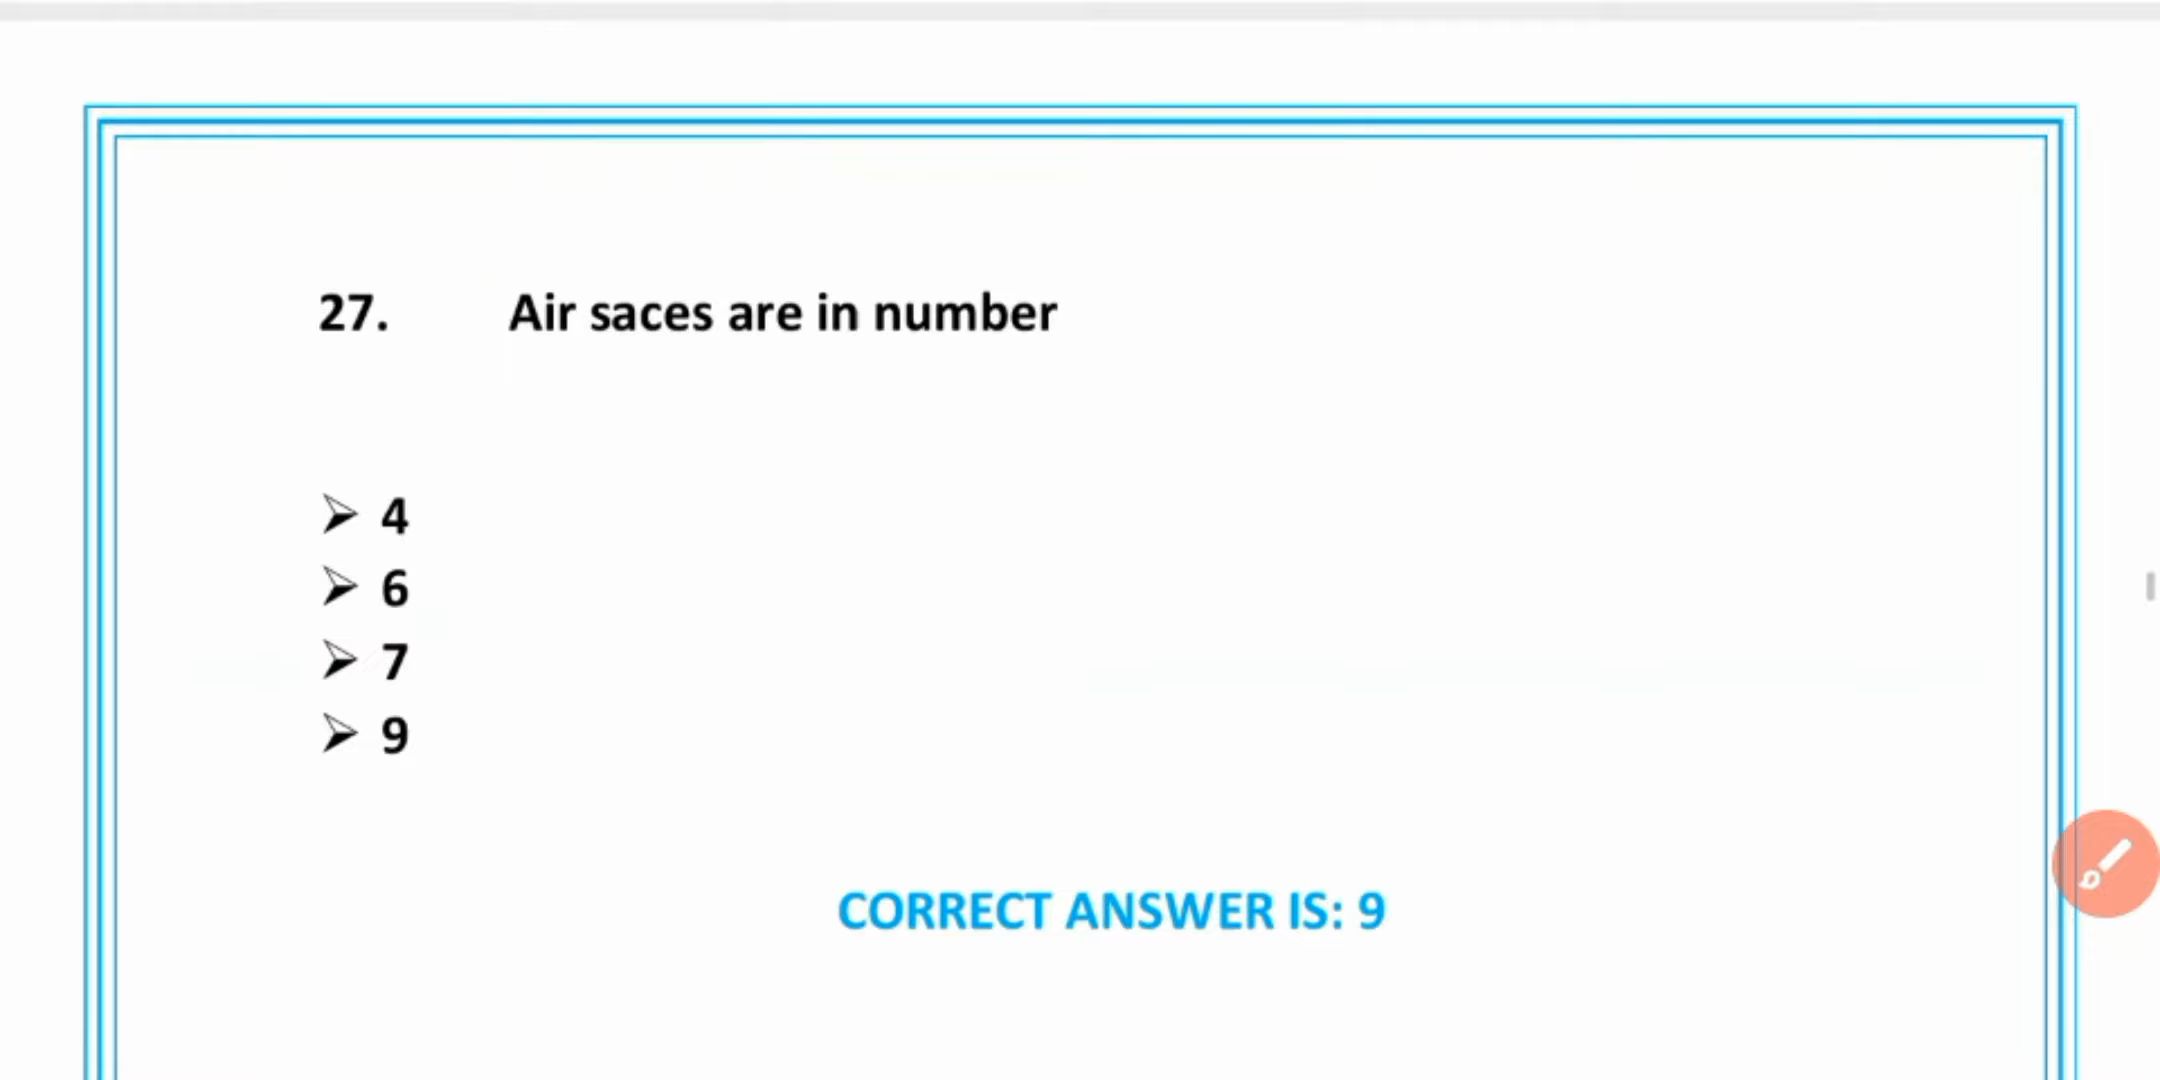 27. Air saces are in number
➢ 4
➢ 6
➢ 7
➢ 9
CORRECT ANSWER IS: 9